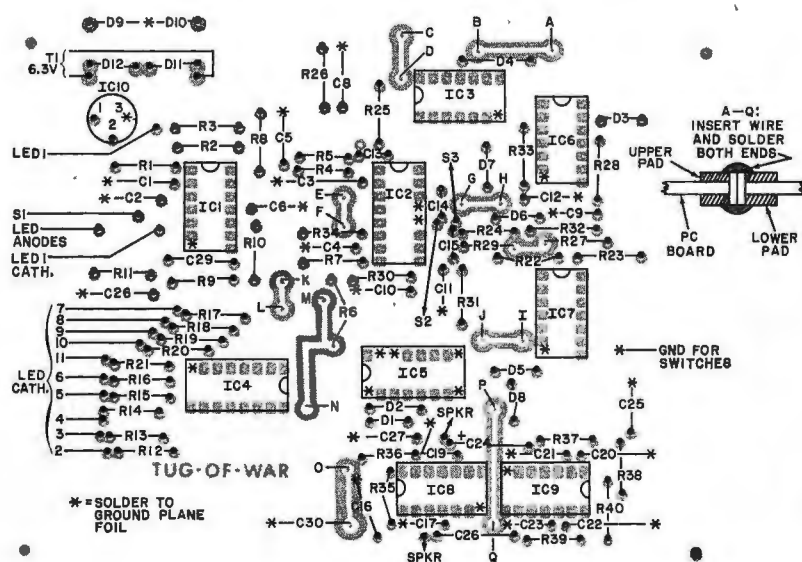 D9 * D10
T1
6.3V
D12
D11
IC10
1 3 *
2
LED1
R3
R2
R1
* C1
* C2
S1
LED
ANODES
LED1
CATH.
IC1
*
R8
*
C5
R26
*
C8
R25
R5
R4
* C3
C13
E
F
C6 *
R34
* C4
R7
R10
IC2
*
*
C
D
B
A
D4
IC3
*
IC6
D3
R33
R28
D7
S3
G
H
C14
C12 *
* C9
D6
R24
R32
R29
R27
C15
R22
R23
A-Q:
INSERT WIRE
AND SOLDER
BOTH ENDS
UPPER
PAD
PC
BOARD
LOWER
PAD
C29
R11
R9
* C26
K
L
M
N
R6
R30
* C10
S2
C11
*
R31
IC7
*
J
I
7
8
9
10
11
6
5
4
3
2
LED
CATH.
R17
R18
R19
R20
R21
R16
R15
R14
R13
R12
IC4
*
IC5
* * *
* *
D5
D8
P
* GND FOR
SWITCHES
D2
D1
SPKR
* C27
*
+
C24
R36
C19
R37
* C21
C20 *
*
C25
R38
TUG-OF-WAR
O
*
C16
R35
IC8
*
IC9
*
R40
* = SOLDER TO
GROUND PLANE
FOIL
* C30
* C17
* C23
C22 *
C26
SPKR
Q
R39